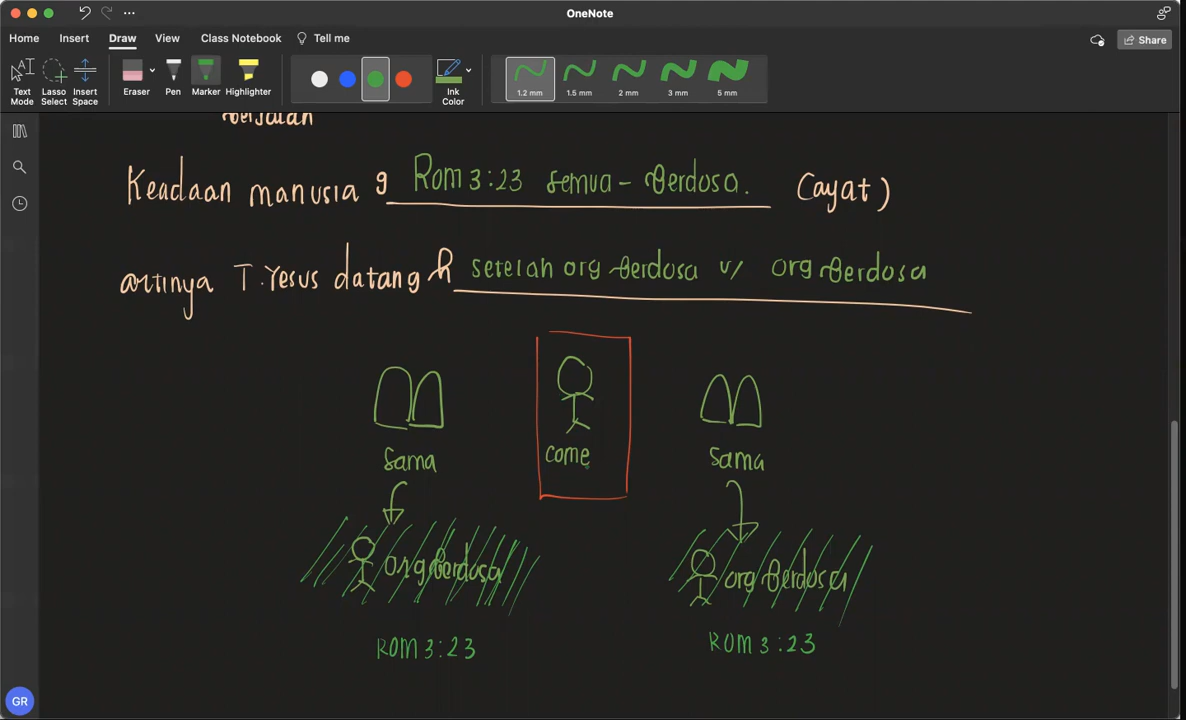 OneNote
Home Insert Draw View Class Notebook Tell me Share
Text Mode Lasso Select Insert Space Eraser Pen Marker Highlighter Ink Color 1.2 mm 1.5 mm 2 mm 3 mm 5 mm
Keadaan manusia g Rom 3:23 semua - Berdosa. (ayat)
artinya T. Yesus datang h setelah org Berdosa u/ org Berdosa
come
sama sama
org Berdosa org Berdosa
ROM 3:23 ROM 3:23
GR